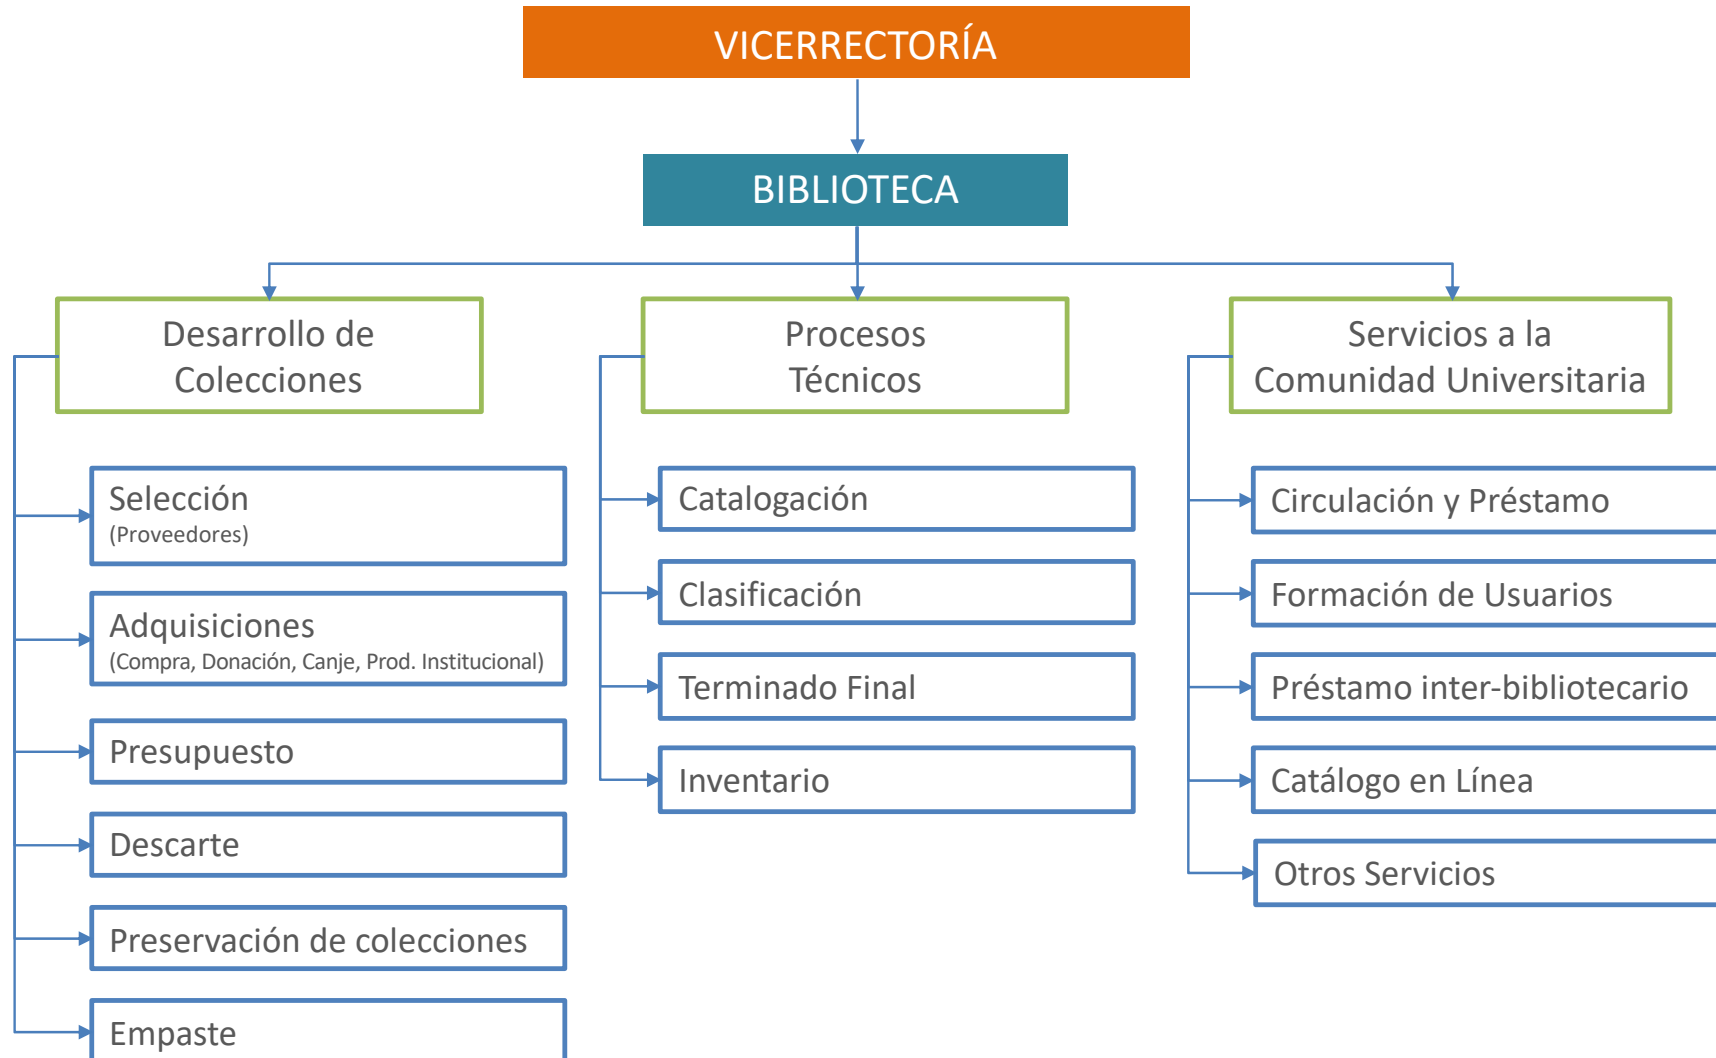 VICERRECTORÍA
BIBLIOTECA
Desarrollo de
Colecciones
Selección
(Proveedores)
Adquisiciones
(Compra, Donación, Canje, Prod. Institucional)
Presupuesto
Descarte
Preservación de colecciones
Empaste
Procesos
Técnicos
Catalogación
Clasificación
Terminado Final
Inventario
Servicios a la
Comunidad Universitaria
Circulación y Préstamo
Formación de Usuarios
Préstamo inter-bibliotecario
Catálogo en Línea
Otros Servicios